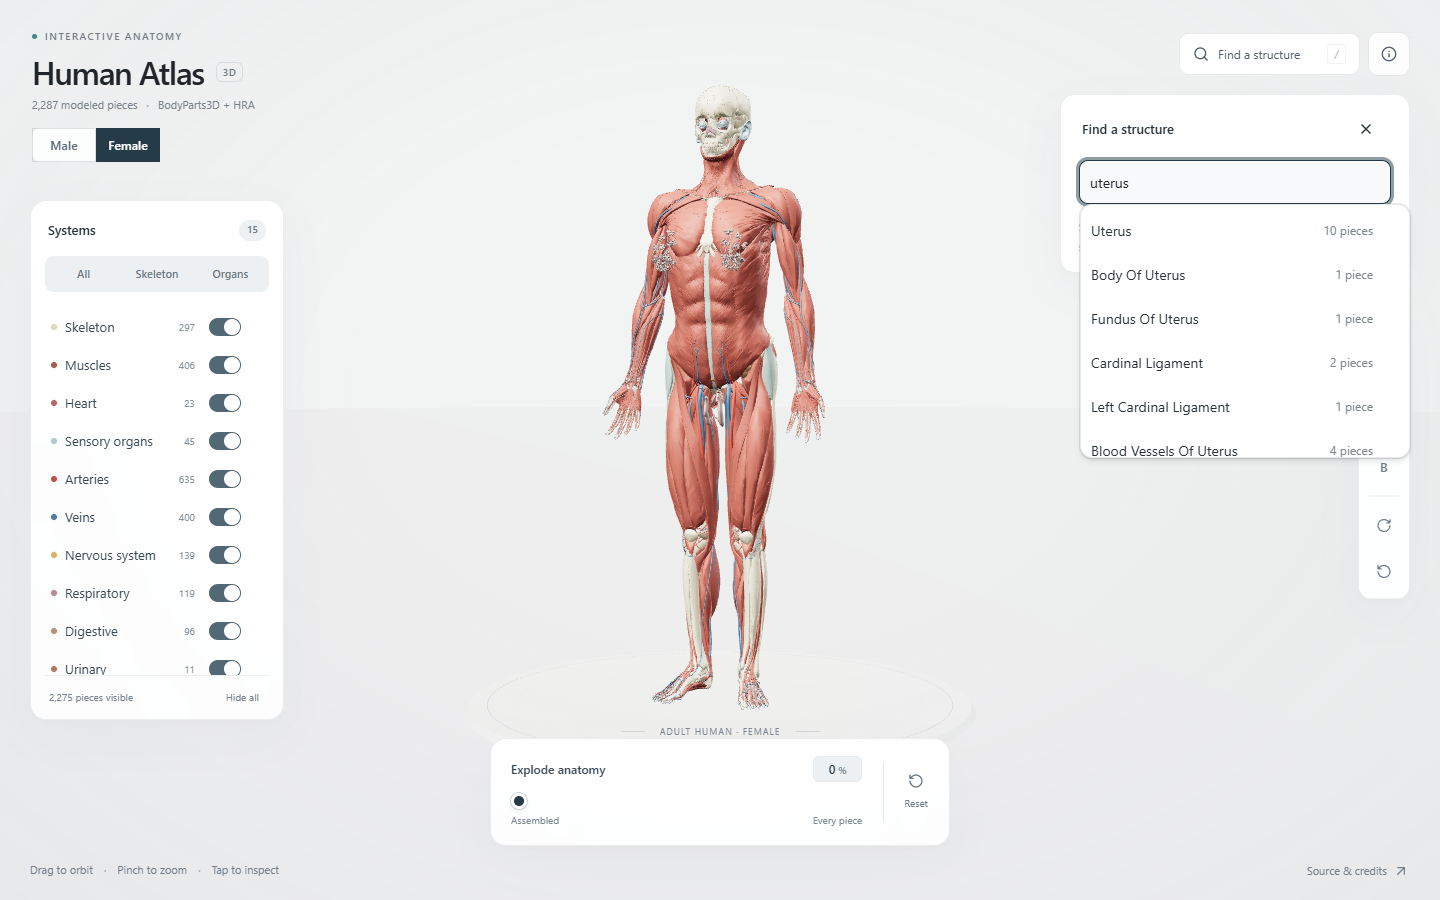 INTERACTIVE ANATOMY
Human Atlas 3D
2,287 modeled pieces · BodyParts3D + HRA
Male Female
Systems 15
All Skeleton Organs
Skeleton 297
Muscles 406
Heart 23
Sensory organs 45
Arteries 635
Veins 400
Nervous system 139
Respiratory 119
Digestive 96
Urinary 11
2,275 pieces visible Hide all
Find a structure /
Find a structure
uterus
Uterus 10 pieces
Body Of Uterus 1 piece
Fundus Of Uterus 1 piece
Cardinal Ligament 2 pieces
Left Cardinal Ligament 1 piece
Blood Vessels Of Uterus 4 pieces
B
ADULT HUMAN · FEMALE
Explode anatomy 0 %
Assembled Every piece
Reset
Drag to orbit · Pinch to zoom · Tap to inspect
Source & credits